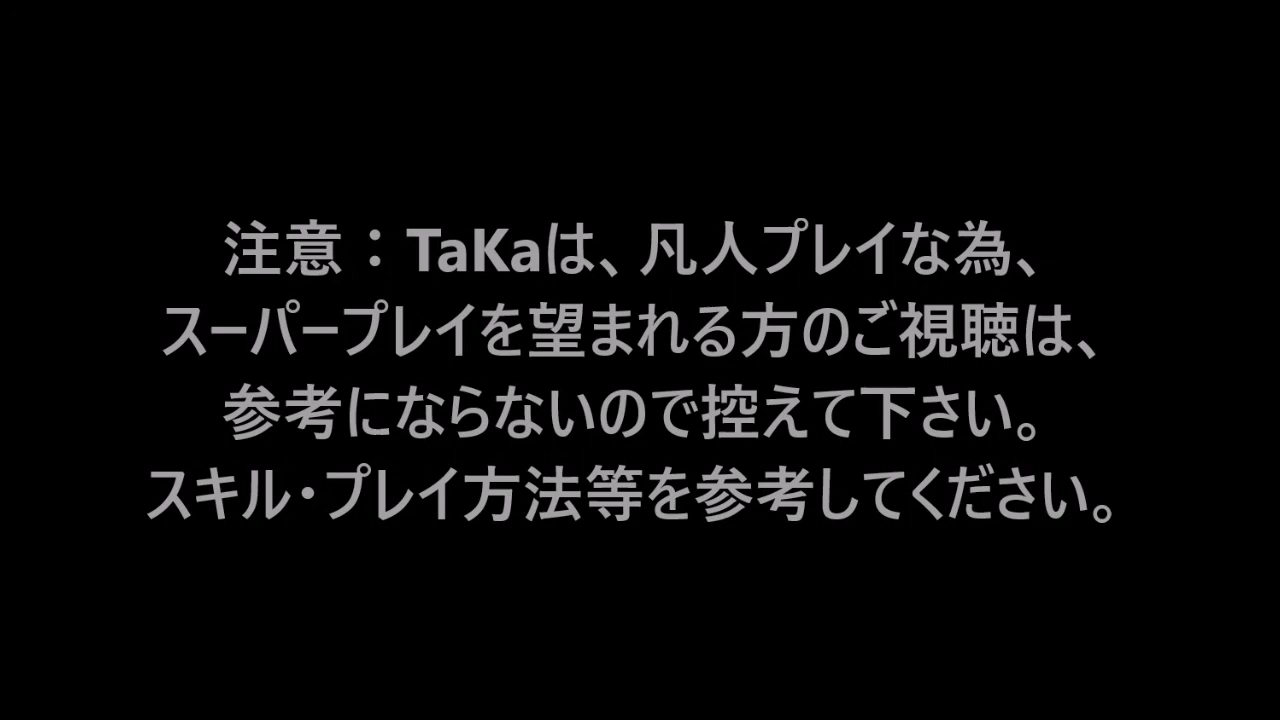 注意：TaKaは、凡人プレイな為、
スーパープレイを望まれる方のご視聴は、
参考にならないので控えて下さい。
スキル・プレイ方法等を参考してください。